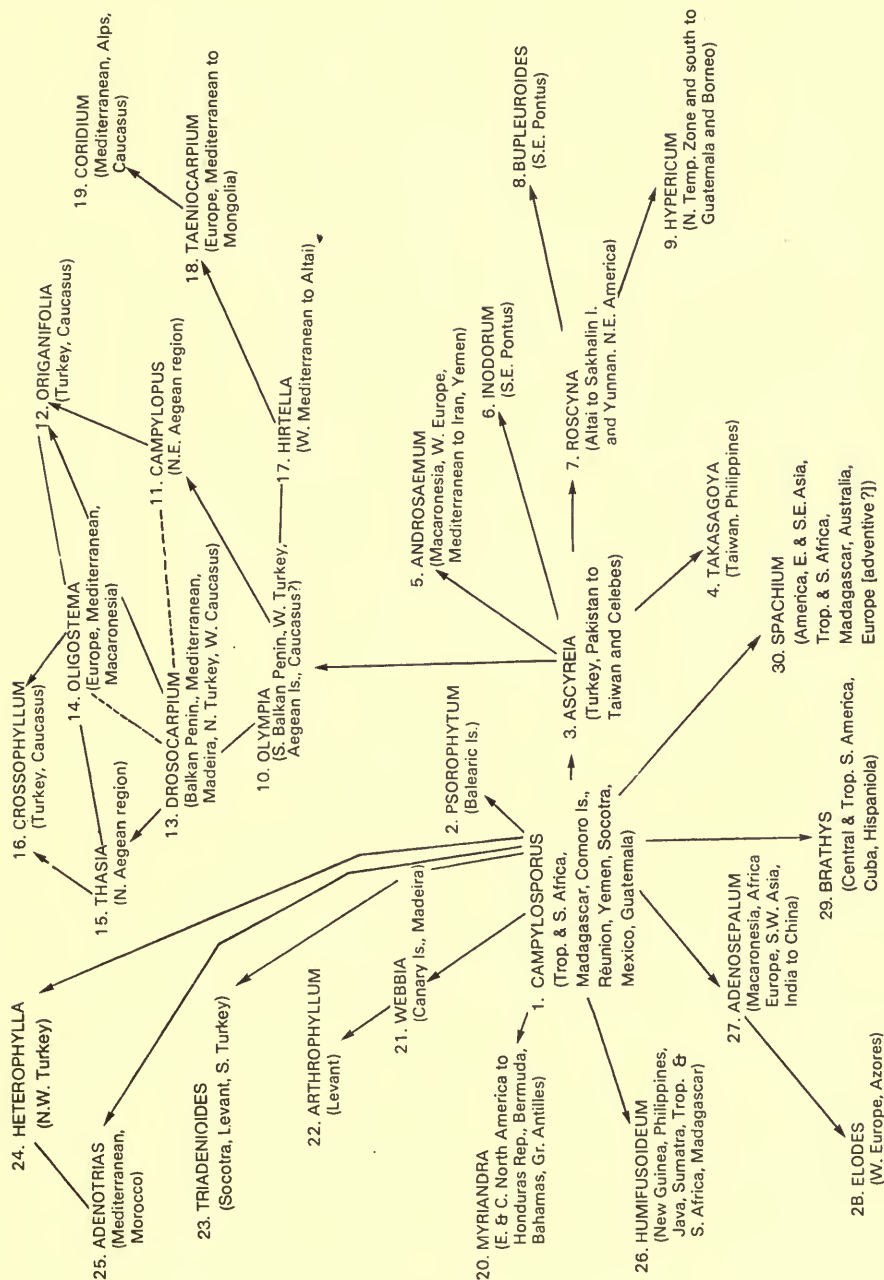 24. HETEROPHYLLA
(N.W. Turkey)
25. ADENOTRIAS
(Mediterranean,
Morocco)
23. TRIADENIOIDES
(Socotra, Levant, S. Turkey)
22. ARTHROPHYLLUM
(Levant)
21. WEBBIA
(Canary Is., Madeira)
20. MYRIANDRA
(E. & C. North America to
Honduras Rep., Bermuda,
Bahamas, Gr. Antilles)
26. HUMIFUSOIDEUM
(New Guinea, Philippines,
Java, Sumatra, Trop. &
S. Africa, Madagascar)
2B. ELODES
(W. Europe, Azores)
16. CROSSOPHYLLUM
(Turkey, Caucasus)
15. THASIA
(N. Aegean region)
14. OLIGOSTEMA
(Europe, Mediterranean,
Macaronesia)
13. DROSOCARPIUM
(Balkan Penin., Mediterranean,
Madeira, N. Turkey, W. Caucasus)
10. OLYMPIA
(S. Balkan Penin., W. Turkey,
Aegean Is., Caucasus?)
2. PSOROPHYTUM
(Balearic Is.)
1. CAMPYLOSPORUS
(Trop. & S. Africa,
Madagascar, Comoro Is.,
Réunion, Yemen, Socotra,
Mexico, Guatemala)
27. ADENOSEPALUM
(Macaronesia, Africa
Europe, S.W. Asia,
India to China)
29. BRATHYS
(Central & Trop. S. America,
Cuba, Hispaniola)
12. ORIGANIFOLIA
(Turkey, Caucasus)
11. CAMPYLOPUS
(N.E. Aegean region)
17. HIRTELLA
(W. Mediterranean to Altai)
18. TAENIOCARPIUM
(Europe, Mediterranean to
Mongolia)
19. CORIDIUM
(Mediterranean, Alps,
Caucasus)
5. ANDROSAEMUM
(Macaronesia, W. Europe,
Mediterranean to Iran, Yemen)
6. INODORUM
(S.E. Pontus)
3. ASCYREIA
(Turkey, Pakistan to
Taiwan and Celebes)
7. ROSCYNA
(Altai to Sakhalin I.
and Yunnan. N.E. America)
8. BUPLEUROIDES
(S.E. Pontus)
9. HYPERICUM
(N. Temp. Zone and south to
Guatemala and Borneo)
4. TAKASAGOYA
(Taiwan. Philippines)
30. SPACHIUM
(America, E. & S.E. Asia,
Trop. & S. Africa,
Madagascar, Australia,
Europe [adventive ?])